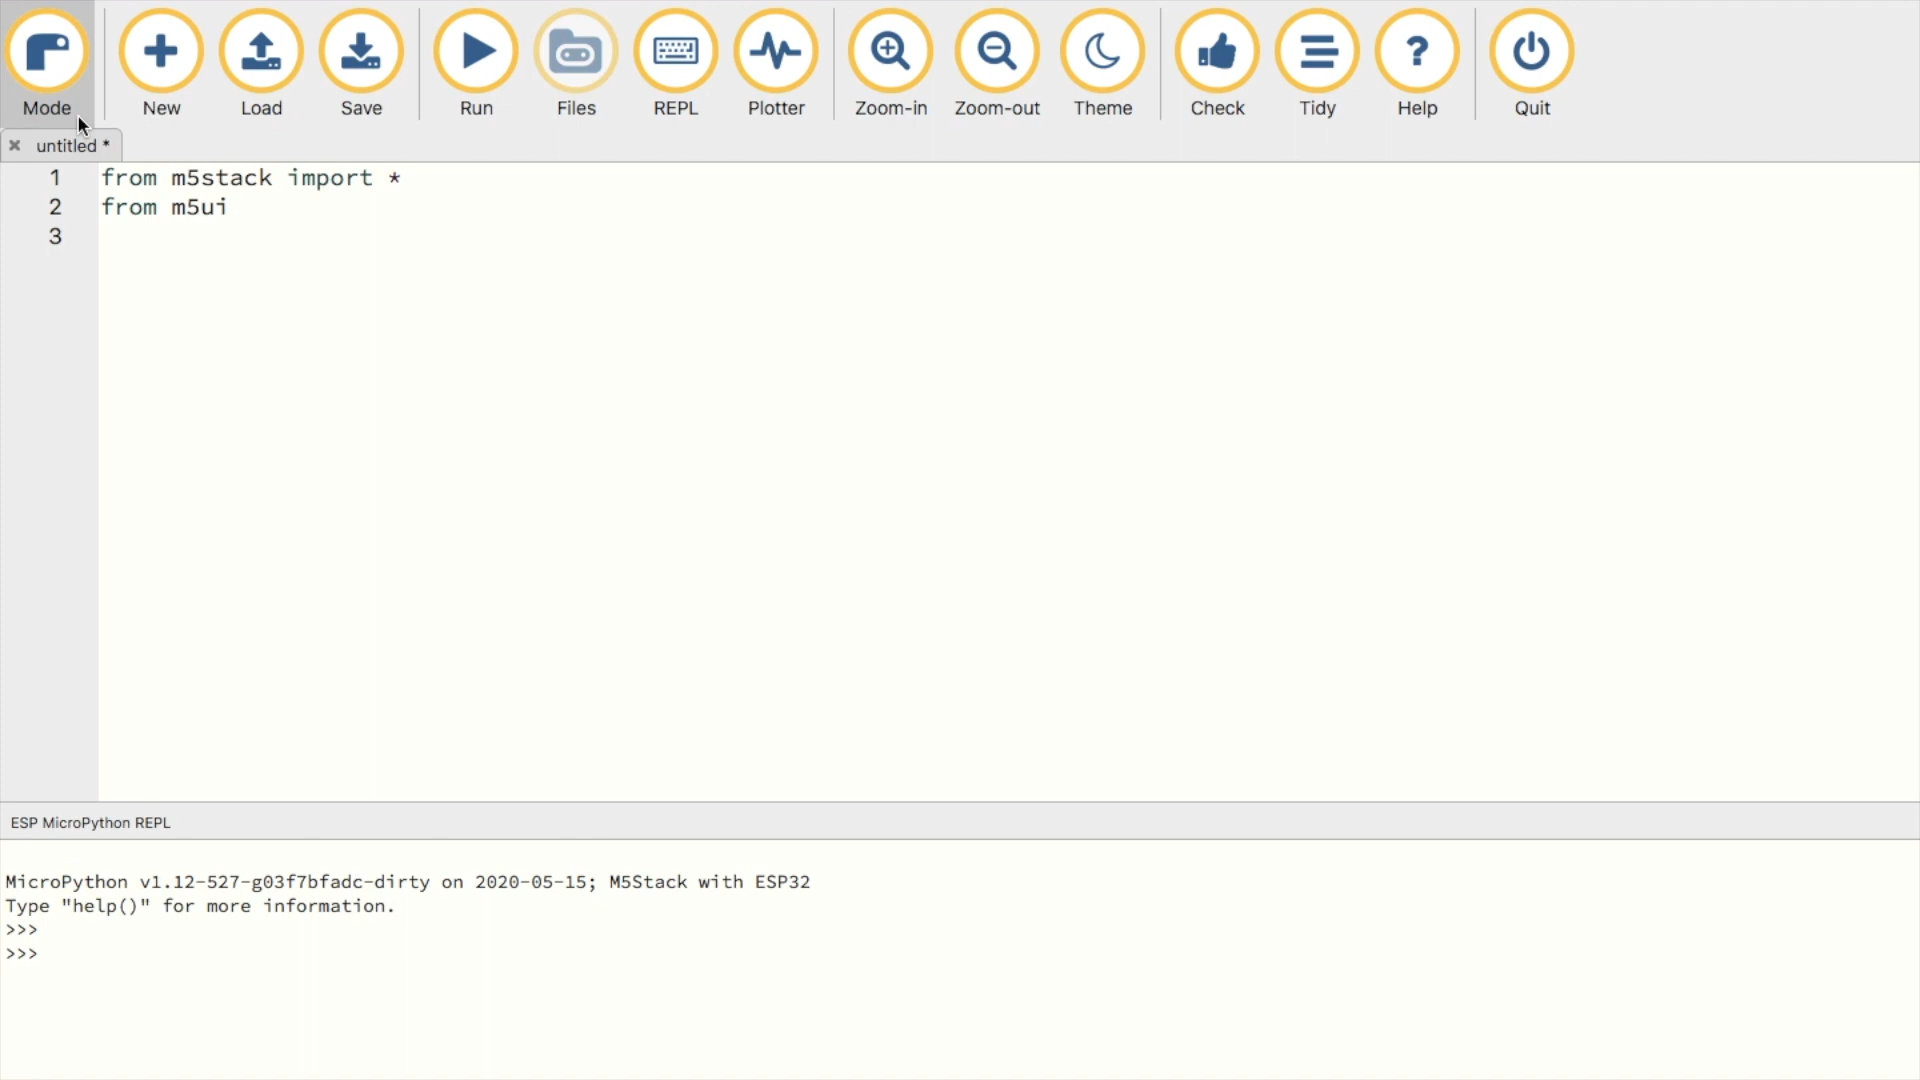 Mode New Load Save Run Files REPL Plotter Zoom-in Zoom-out Theme Check Tidy Help Quit
untitled *
1 from m5stack import *
2 from m5ui
3
ESP MicroPython REPL
MicroPython v1.12-527-g03f7bfadc-dirty on 2020-05-15; M5Stack with ESP32
Type "help()" for more information.
>>>
>>>